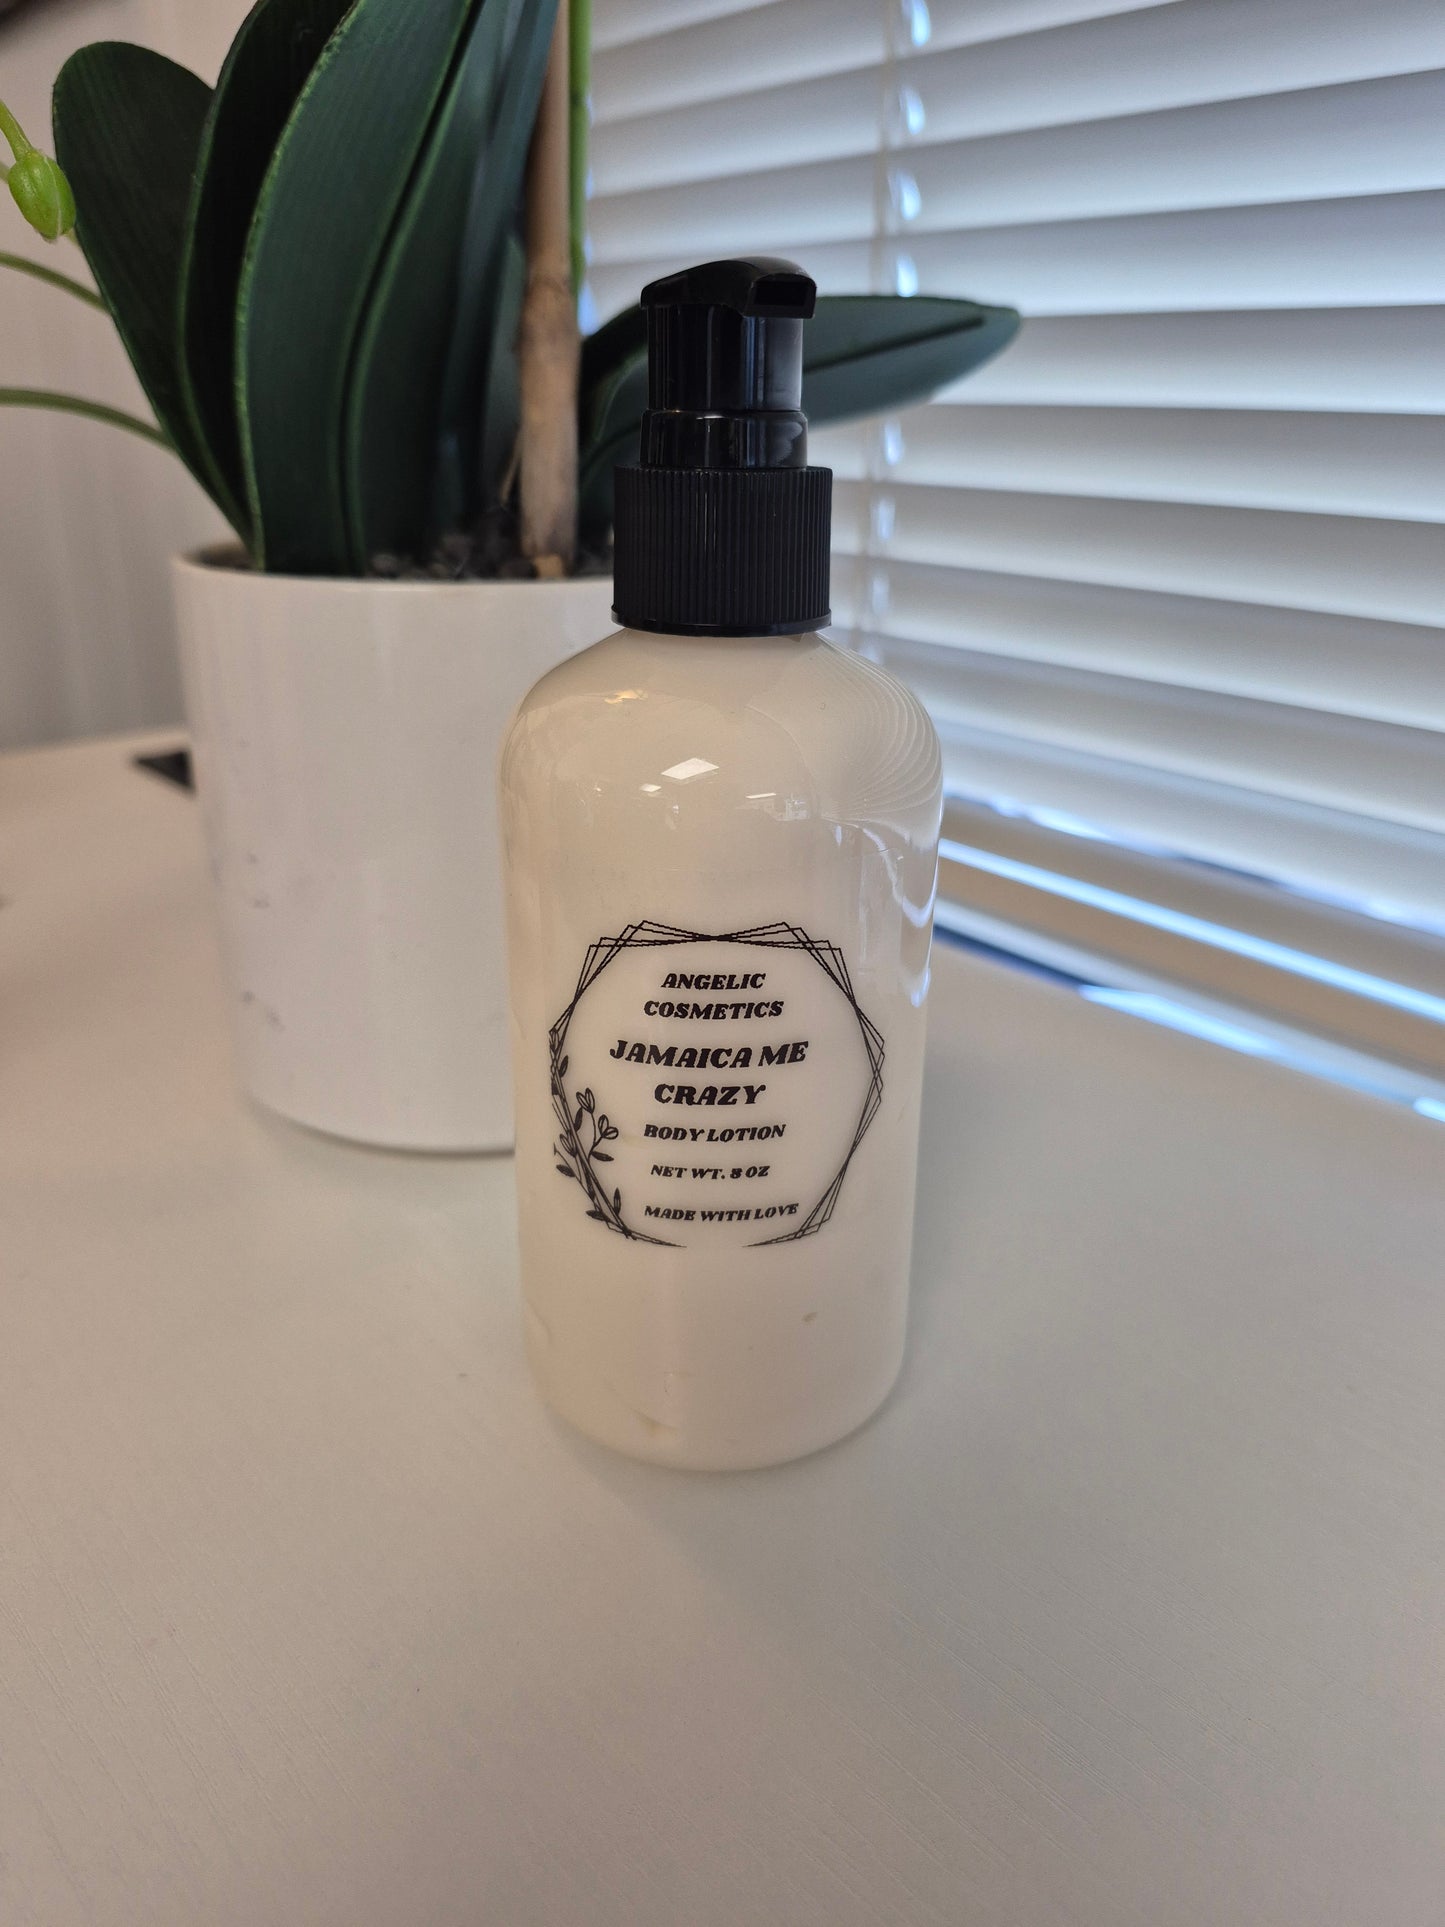 ANGELIC
COSMETICS
JAMAICA ME
CRAZY
BODY LOTION
NET WT. 8 OZ
MADE WITH LOVE